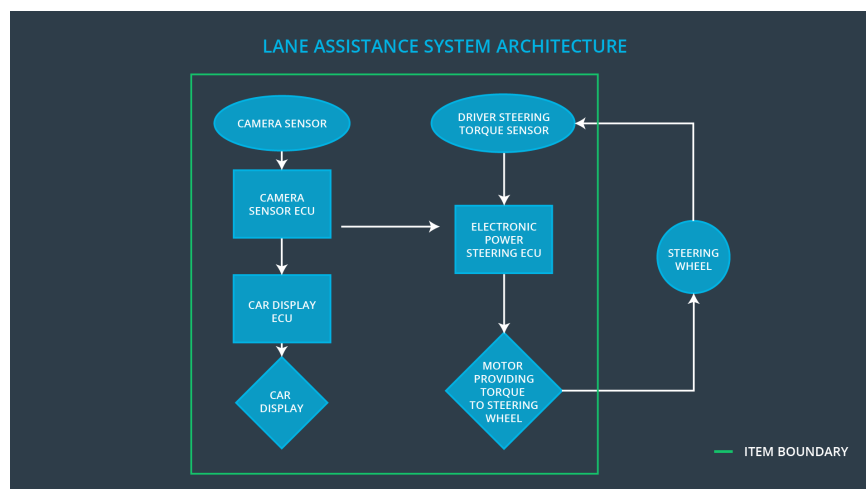 LANE ASSISTANCE SYSTEM ARCHITECTURE
CAMERA SENSOR
DRIVER STEERING
TORQUE SENSOR
CAMERA
SENSOR ECU
ELECTRONIC
POWER
STEERING ECU
STEERING
WHEEL
CAR DISPLAY
ECU
MOTOR
PROVIDING
TORQUE
TO STEERING
WHEEL
CAR
DISPLAY
ITEM BOUNDARY